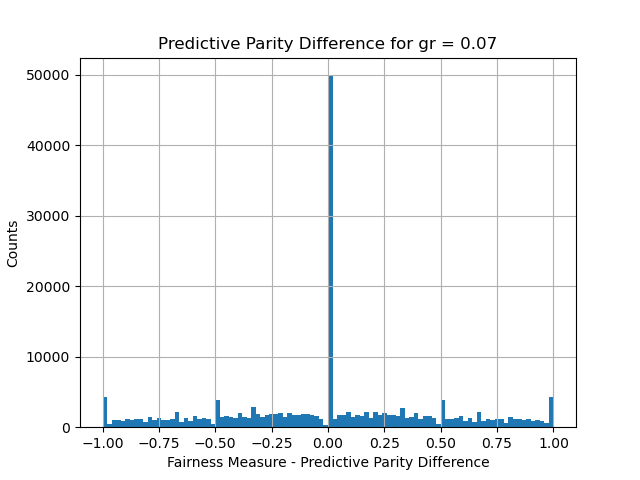 Predictive Parity Difference for gr = 0.07
Counts
50000
40000
30000
20000
10000
0
−1.00 −0.75 −0.50 −0.25 0.00 0.25 0.50 0.75 1.00
Fairness Measure - Predictive Parity Difference